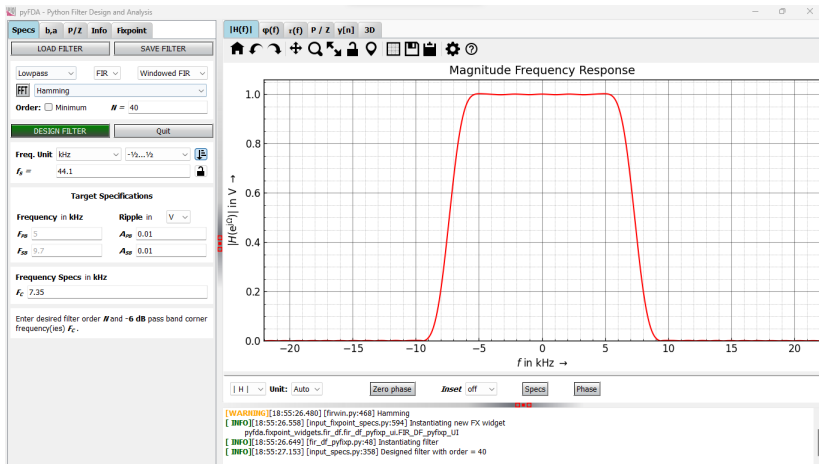 pyFDA - Python Filter Design and Analysis
Specs b,a P/Z Info Fixpoint
LOAD FILTER SAVE FILTER
Lowpass FIR Windowed FIR
FFT Hamming
Order: Minimum N = 40
DESIGN FILTER Quit
Freq. Unit kHz -½...½
fS = 44.1
Target Specifications
Frequency in kHz Ripple in V
FPB 5 APB 0.01
FSB 9.7 ASB 0.01
Frequency Specs in kHz
FC 7.35
Enter desired filter order N and -6 dB pass band corner
frequency(ies) FC .
|H(f)| φ(f) τ(f) P / Z y[n] 3D
Magnitude Frequency Response
1.0
0.8
0.6
0.4
0.2
0.0
|H(e^jΩ)| in V →
−20 −15 −10 −5 0 5 10 15 20
f in kHz →
| H | Unit: Auto Zero phase Inset off Specs Phase
[WARNING][18:55:26.480] [firwin.py:468] Hamming
[ INFO][18:55:26.558] [input_fixpoint_specs.py:594] Instantiating new FX widget
pyfda.fixpoint_widgets.fir_df.fir_df_pyfixp_ui.FIR_DF_pyfixp_UI
[ INFO][18:55:26.649] [fir_df_pyfixp.py:48] Instantiating filter
[ INFO][18:55:27.153] [input_specs.py:358] Designed filter with order = 40